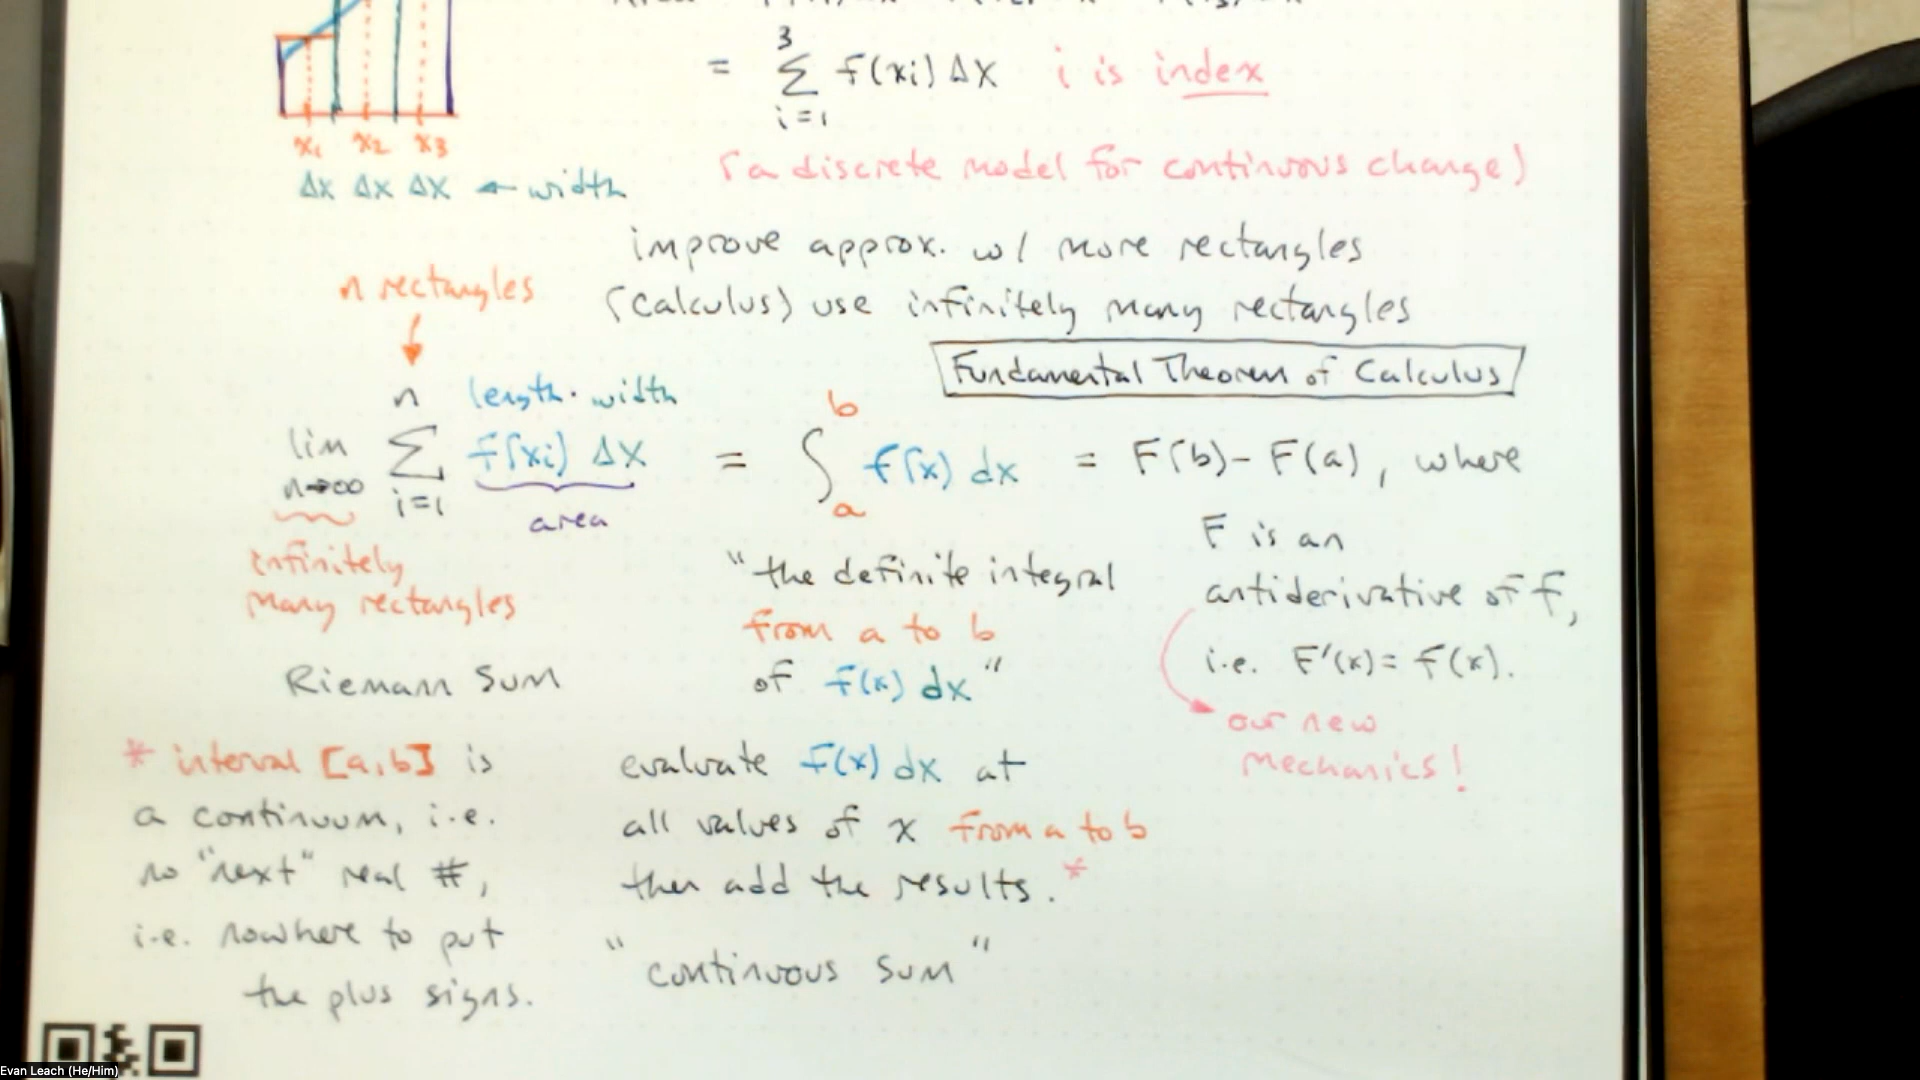 = 3 Σ i=1 f(xi) Δx i is index
x1 x2 x3
(a discrete model for continuous change)
Δx Δx Δx ← width
improve approx. w/ more rectangles
n rectangles
(Calculus) use infinitely many rectangles
Fundamental Theorem of Calculus
n length · width
lim n→∞ Σ i=1 f(xi) Δx = ∫ a b f(x) dx = F(b) - F(a), where
area
F is an
infinitely
many rectangles
"the definite integral
antiderivative of f,
from a to b
i.e. F'(x) = f(x).
Riemann Sum
of f(x) dx"
our new
mechanics!
* interval [a,b] is
a continuum, i.e.
no "next" real #,
i.e. nowhere to put
the plus signs.
evaluate f(x) dx at
all values of x from a to b
then add the results. *
"continuous sum"
Evan Leach (He/Him)